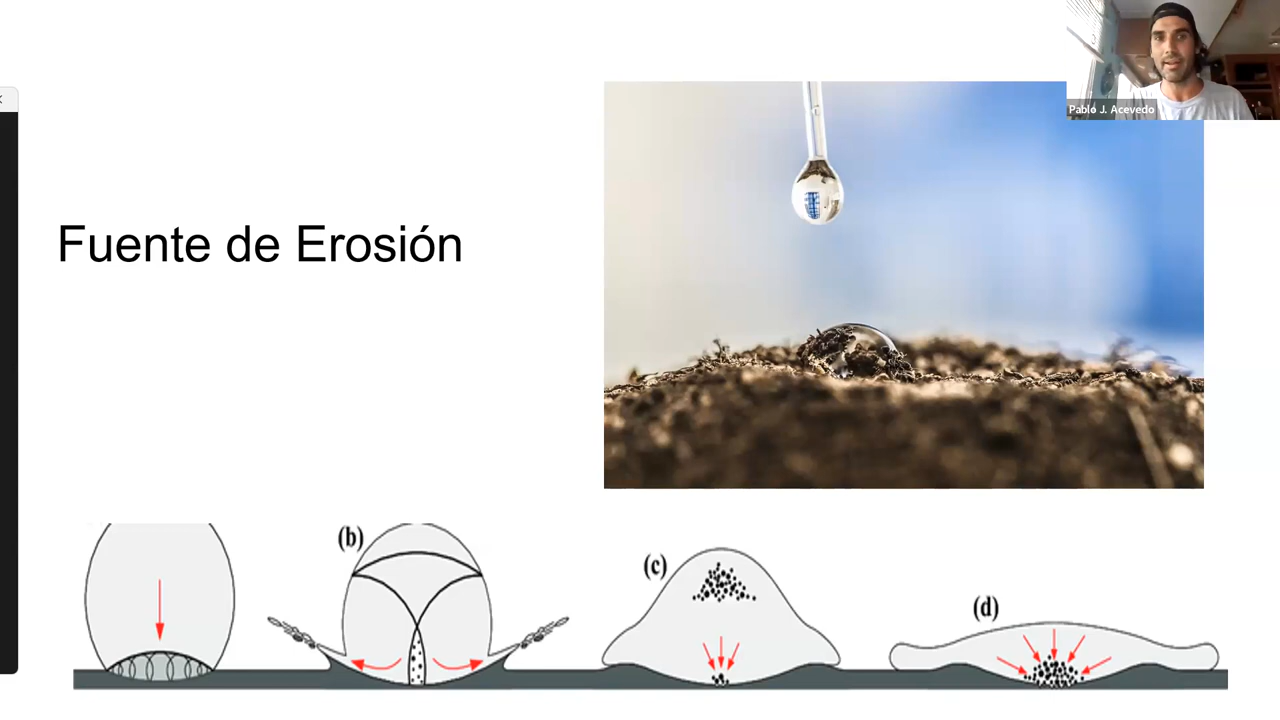 Pablo J. Acevedo
Fuente de Erosión
(b)
(c)
(d)